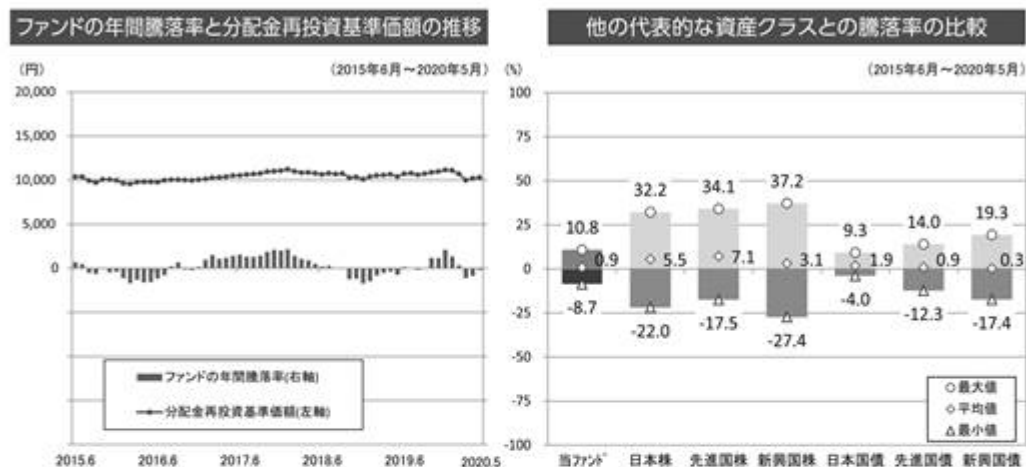 ファンドの年間騰落率と分配金再投資基準価額の推移
(円)
(2015年6月～2020年5月)
20,000
15,000
10,000
5,000
0
ファンドの年間騰落率(右軸)
分配金再投資基準価額(左軸)
2015.6 2016.6 2017.6 2018.6 2019.6 2020.5
他の代表的な資産クラスとの騰落率の比較
(%)
(2015年6月～2020年5月)
100
75
50
25
0
-25
-50
-75
-100
10.8 32.2 34.1 37.2 9.3 14.0 19.3
0.9 5.5 7.1 3.1 1.9 0.9 0.3
-8.7 -22.0 -17.5 -27.4 -4.0 -12.3 -17.4
最大値
平均値
最小値
当ファンド 日本株 先進国株 新興国株 日本国債 先進国債 新興国債